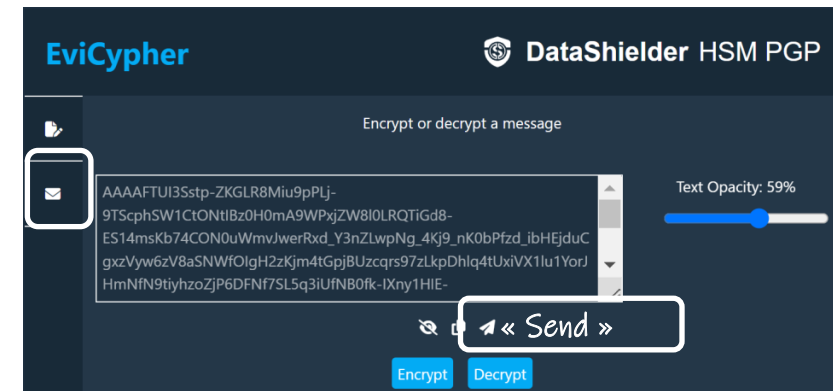 EviCypher
DataShielder HSM PGP
Encrypt or decrypt a message
AAAAFTUI3Sstp-ZKGLR8Miu9pPLj-
9TScphSW1CtONtIBz0H0mA9WPxjZW8l0LRQTiGd8-
ES14msKb74CON0uWmvJwerRxd_Y3nZLwpNg_4Kj9_nK0bPfzd_ibHEjduC
gxzVyw6zV8aSNWfOIgH2zKjm4tGpjBUzcqrs97zLkpDhlq4tUxiVX1lu1YorJ
HmNfN9tiyhzoZjP6DFNf7SL5q3iUfNB0fk-IXny1HIE-
Text Opacity: 59%
« Send »
Encrypt Decrypt